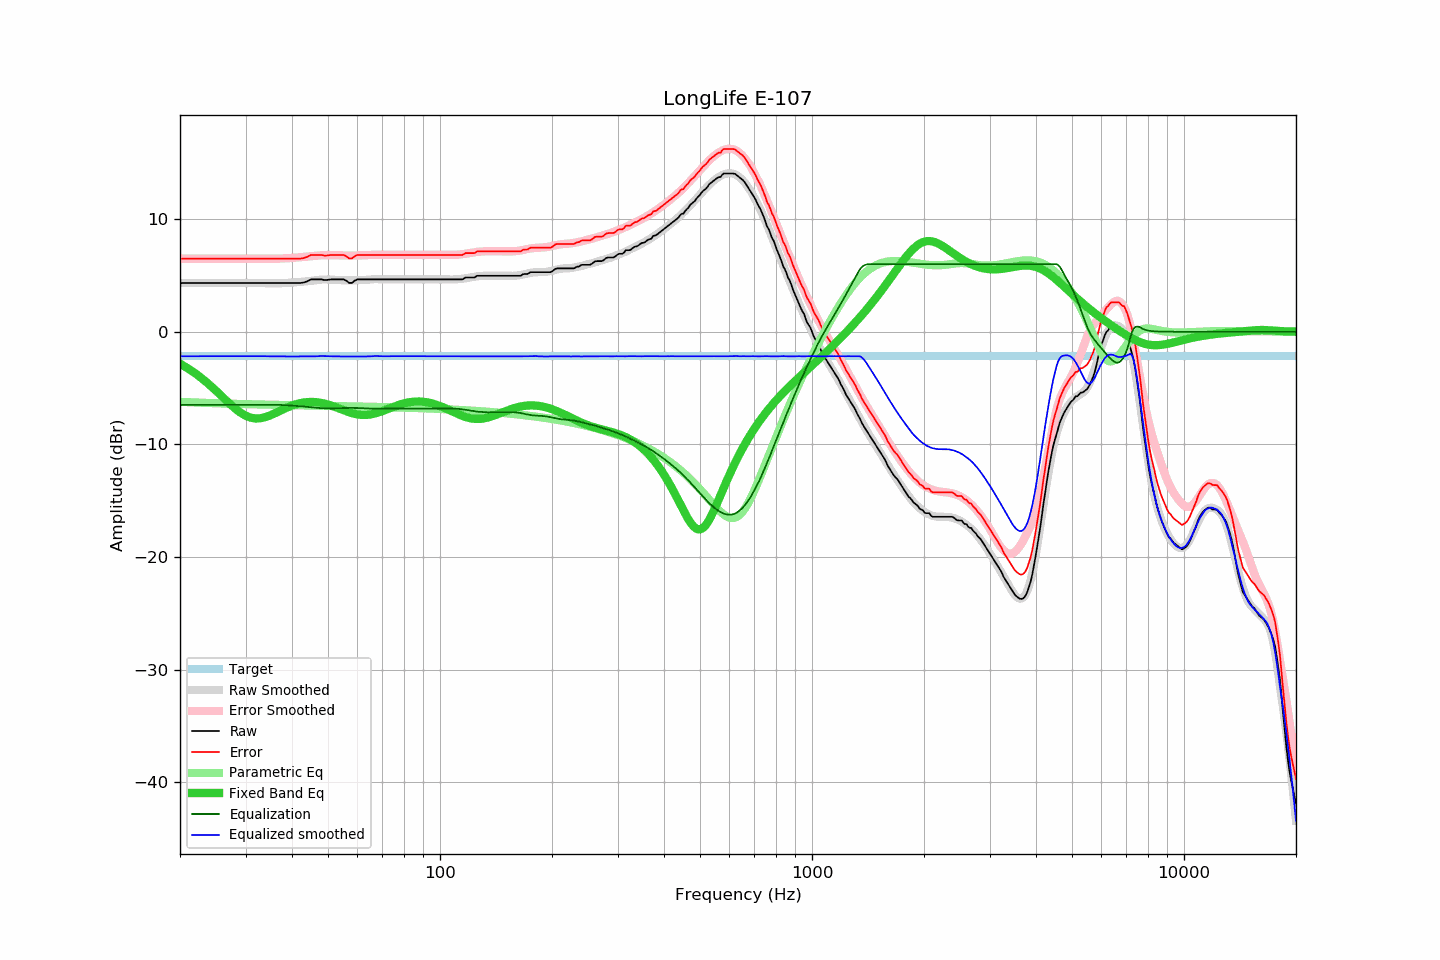 LongLife E-107
Amplitude (dBr)
10
0
−10
−20
−30
−40
Target
Raw Smoothed
Error Smoothed
Raw
Error
Parametric Eq
Fixed Band Eq
Equalization
Equalized smoothed
100
1000
10000
Frequency (Hz)